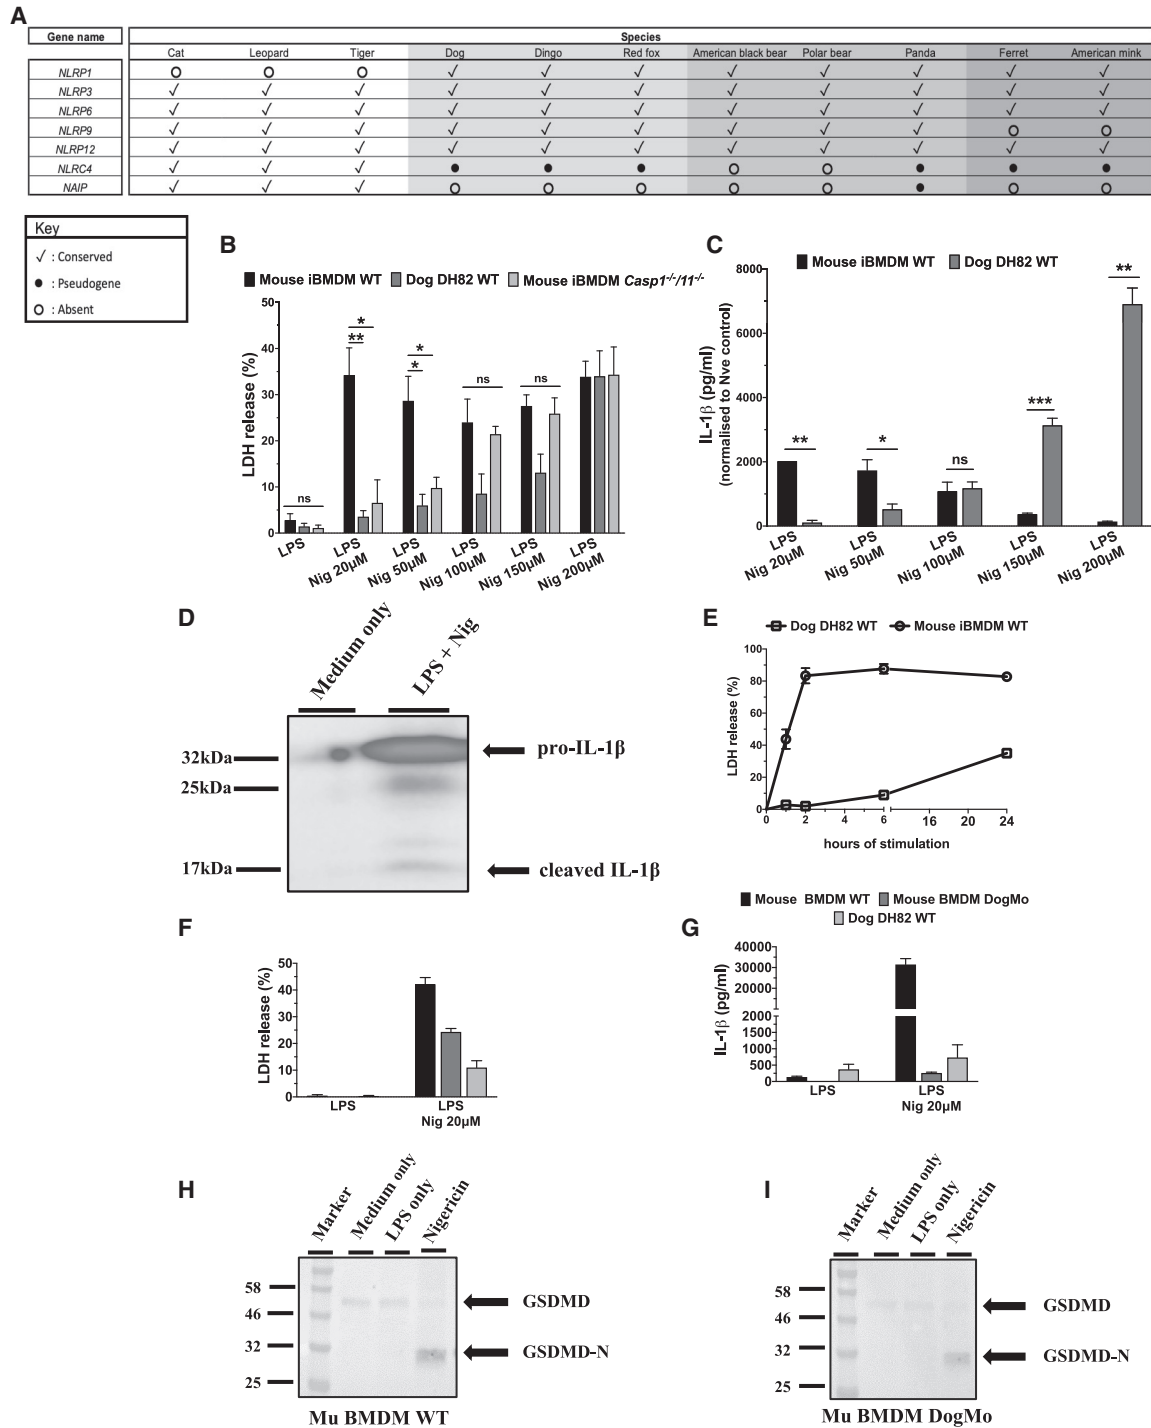 A
Gene name
Species
Cat Leopard Tiger Dog Dingo Red fox American black bear Polar bear Panda Ferret American mink
NLRP1 O O O ✓ ✓ ✓ ✓ ✓ ✓ ✓ ✓
NLRP3 ✓ ✓ ✓ ✓ ✓ ✓ ✓ ✓ ✓ ✓ ✓
NLRP6 ✓ ✓ ✓ ✓ ✓ ✓ ✓ ✓ ✓ ✓ ✓
NLRP9 ✓ ✓ ✓ ✓ ✓ ✓ ✓ ✓ ✓ O O
NLRP12 ✓ ✓ ✓ ✓ ✓ ✓ ✓ ✓ ✓ ✓ ✓
NLRC4 ✓ ✓ ✓ ● ● ● O O ● ● ●
NAIP ✓ ✓ ✓ O O O O O ● O O
Key
✓ : Conserved
● : Pseudogene
O : Absent
B
Mouse iBMDM WT Dog DH82 WT Mouse iBMDM Casp1-/-/11-/-
LDH release (%)
50
40
30
20
10
0
ns
** *
* *
ns
ns
LPS
LPS Nig 20µM
LPS Nig 50µM
LPS Nig 100µM
LPS Nig 150µM
LPS Nig 200µM
C
Mouse iBMDM WT Dog DH82 WT
IL-1β (pg/ml)
(normalised to Nve control)
8000
6000
4000
2000
0
**
*
ns
***
**
LPS Nig 20µM
LPS Nig 50µM
LPS Nig 100µM
LPS Nig 150µM
LPS Nig 200µM
D
Medium only
LPS + Nig
32kDa
25kDa
17kDa
pro-IL-1β
cleaved IL-1β
E
Dog DH82 WT Mouse iBMDM WT
LDH release (%)
100
80
60
40
20
0
0 2 4 6 16 20 24
hours of stimulation
F
LDH release (%)
50
40
30
20
10
0
LPS
LPS
Nig 20µM
Mouse BMDM WT Mouse BMDM DogMo
Dog DH82 WT
G
IL-1β (pg/ml)
40000
30000
20000
2000
1500
1000
500
0
LPS
LPS
Nig 20µM
H
Marker
Medium only
LPS only
Nigericin
58
46
32
25
GSDMD
GSDMD-N
Mu BMDM WT
I
Marker
Medium only
LPS only
Nigericin
58
46
32
25
GSDMD
GSDMD-N
Mu BMDM DogMo